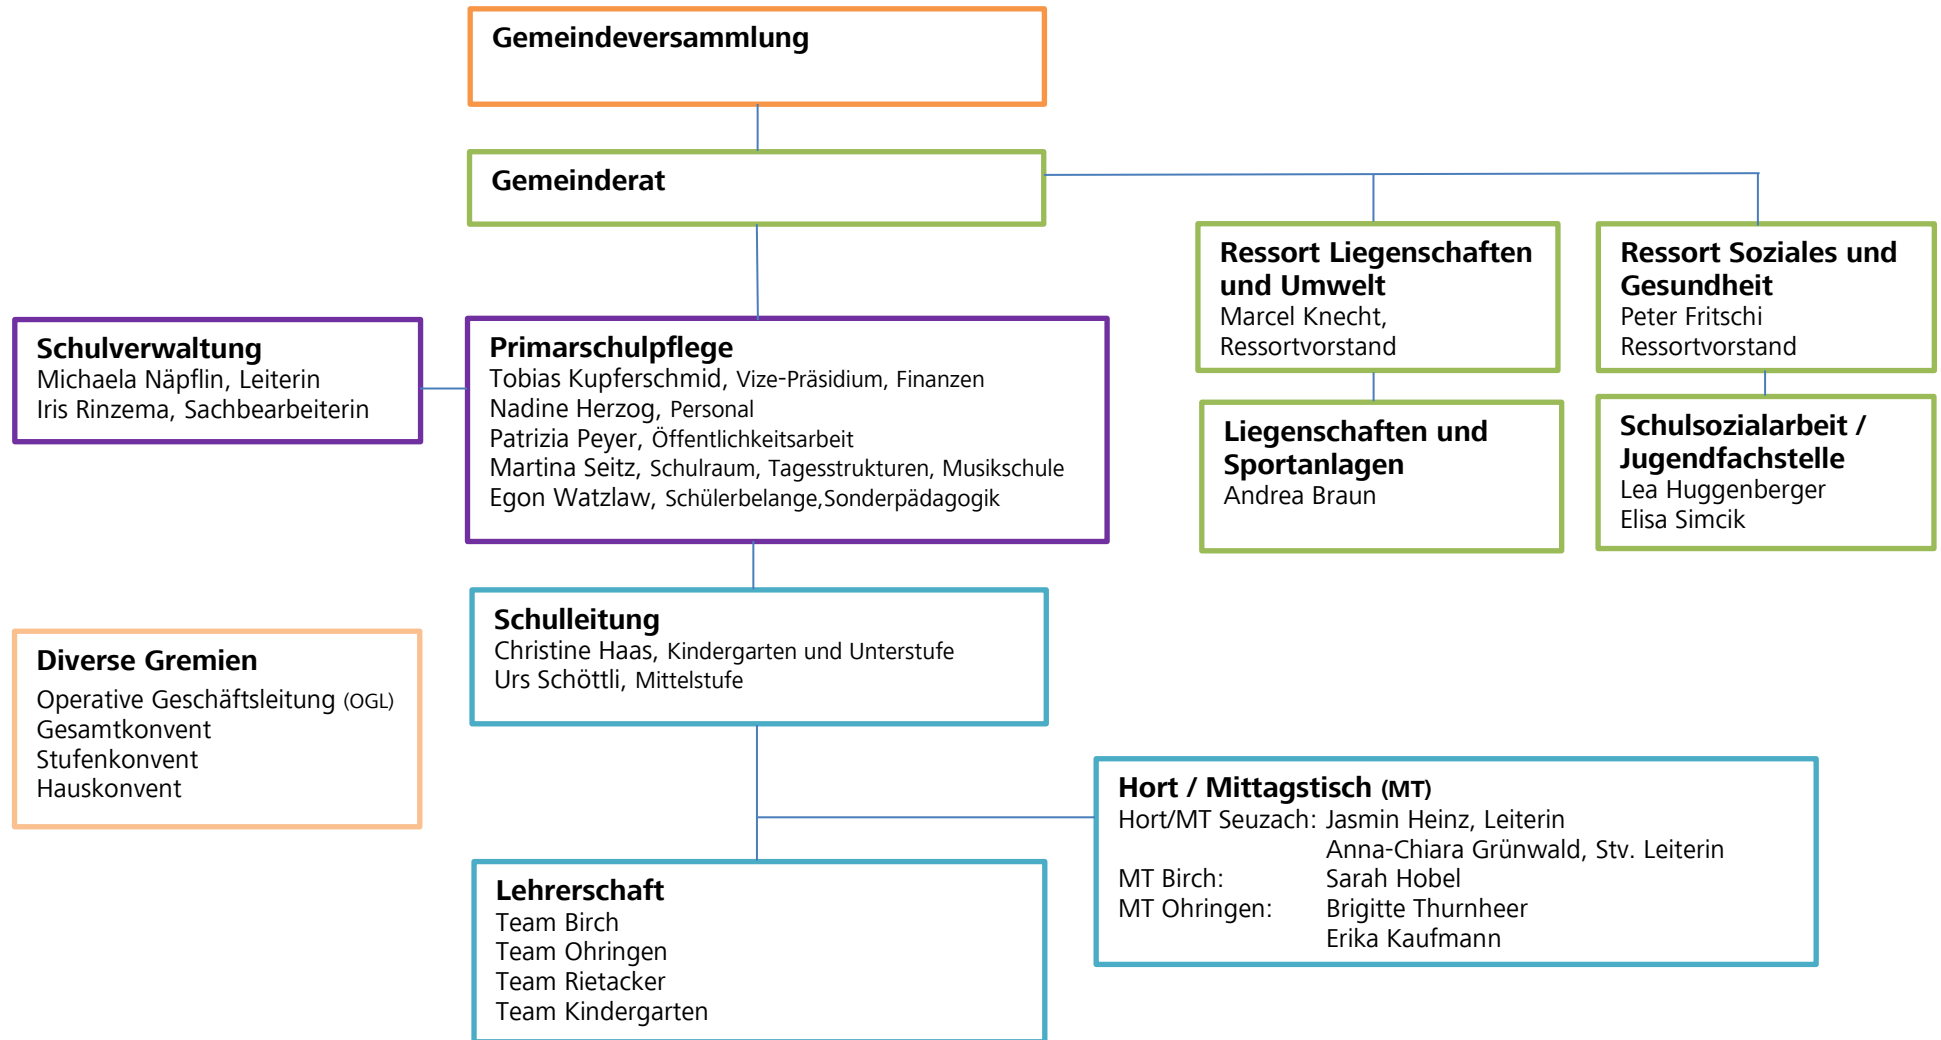 Gemeindeversammlung
Gemeinderat
Ressort Liegenschaften
und Umwelt
Marcel Knecht,
Ressortvorstand
Ressort Soziales und
Gesundheit
Peter Fritschi
Ressortvorstand
Schulverwaltung
Michaela Näpflin, Leiterin
Iris Rinzema, Sachbearbeiterin
Primarschulpflege
Tobias Kupferschmid, Vize-Präsidium, Finanzen
Nadine Herzog, Personal
Patrizia Peyer, Öffentlichkeitsarbeit
Martina Seitz, Schulraum, Tagesstrukturen, Musikschule
Egon Watzlaw, Schülerbelange,Sonderpädagogik
Liegenschaften und
Sportanlagen
Andrea Braun
Schulsozialarbeit /
Jugendfachstelle
Lea Huggenberger
Elisa Simcik
Schulleitung
Christine Haas, Kindergarten und Unterstufe
Urs Schöttli, Mittelstufe
Diverse Gremien
Operative Geschäftsleitung (OGL)
Gesamtkonvent
Stufenkonvent
Hauskonvent
Hort / Mittagstisch (MT)
Hort/MT Seuzach: Jasmin Heinz, Leiterin
Anna-Chiara Grünwald, Stv. Leiterin
MT Birch: Sarah Hobel
MT Ohringen: Brigitte Thurnheer
Erika Kaufmann
Lehrerschaft
Team Birch
Team Ohringen
Team Rietacker
Team Kindergarten